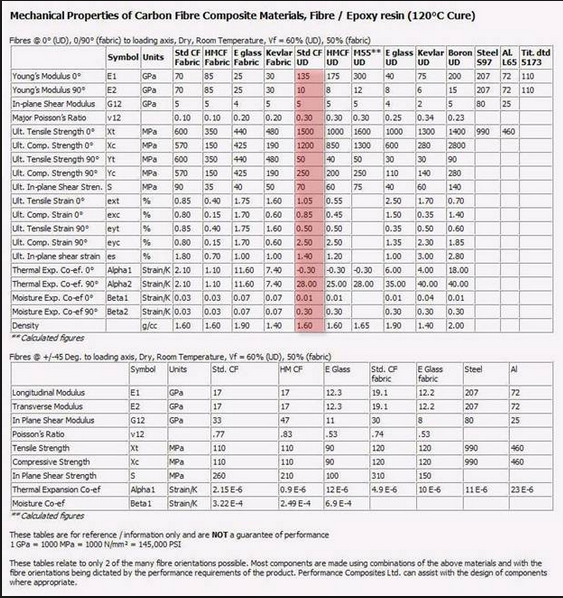 Mechanical Properties of Carbon Fibre Composite Materials, Fibre / Epoxy resin (120°C Cure)
Fibres @ 0° (UD), 0/90° (fabric) to loading axis, Dry, Room Temperature, Vf = 60% (UD), 50% (fabric)
Symbol Units Std CF Fabric HMCF Fabric E glass Fabric Kevlar Fabric Std CF UD HMCF UD M55** UD E glass UD Kevlar UD Boron UD Steel S97 Al. L65 Tit. dtd 5173
Young's Modulus 0° E1 GPa 70 85 25 30 135 175 300 40 75 200 207 72 110
Young's Modulus 90° E2 GPa 70 85 25 30 10 8 12 8 6 15 207 72 110
In-plane Shear Modulus G12 GPa 5 5 4 5 5 5 5 4 2 5 80 25
Major Poisson's Ratio v12 0.10 0.10 0.20 0.20 0.30 0.30 0.30 0.25 0.34 0.23
Ult. Tensile Strength 0° Xt MPa 600 350 440 480 1500 1000 1600 1000 1300 1400 990 460
Ult. Comp. Strength 0° Xc MPa 570 150 425 190 1200 850 1300 600 280 2800
Ult. Tensile Strength 90° Yt MPa 600 350 440 480 50 40 50 30 30 90
Ult. Comp. Strength 90° Yc MPa 570 150 425 190 250 200 250 110 140 280
Ult. In-plane Shear Stren. S MPa 90 35 40 50 70 60 75 40 60 140
Ult. Tensile Strain 0° ext % 0.85 0.40 1.75 1.60 1.05 0.55 2.50 1.70 0.70
Ult. Comp. Strain 0° exc % 0.80 0.15 1.70 0.60 0.85 0.45 1.50 0.35 1.40
Ult. Tensile Strain 90° eyt % 0.85 0.40 1.75 1.60 0.50 0.50 0.35 0.50 0.60
Ult. Comp. Strain 90° eyc % 0.80 0.15 1.70 0.60 2.50 2.50 1.35 2.30 1.85
Ult. In-plane shear strain es % 1.80 0.70 1.00 1.00 1.40 1.20 1.00 3.00 2.80
Thermal Exp. Co-ef. 0° Alpha1 Strain/K 2.10 1.10 11.60 7.40 -0.30 -0.30 -0.30 6.00 4.00 18.00
Thermal Exp. Co-ef. 90° Alpha2 Strain/K 2.10 1.10 11.60 7.40 28.00 25.00 28.00 35.00 40.00 40.00
Moisture Exp. Co-ef 0° Beta1 Strain/K 0.03 0.03 0.07 0.07 0.01 0.01 0.01 0.04 0.01
Moisture Exp. Co-ef 90° Beta2 Strain/K 0.03 0.03 0.07 0.07 0.30 0.30 0.30 0.30 0.30
Density g/cc 1.60 1.60 1.90 1.40 1.60 1.60 1.65 1.90 1.40 2.00
** Calculated figures
Fibres @ +/-45 Deg. to loading axis, Dry, Room Temperature, Vf = 60% (UD), 50% (fabric)
Symbol Units Std. CF HM CF E Glass Std. CF fabric E Glass fabric Steel Al
Longitudinal Modulus E1 GPa 17 17 12.3 19.1 12.2 207 72
Transverse Modulus E2 GPa 17 17 12.3 19.1 12.2 207 72
In Plane Shear Modulus G12 GPa 33 47 11 30 8 80 25
Poisson's Ratio v12 .77 .83 .53 .74 .53
Tensile Strength Xt MPa 110 110 90 120 120 990 460
Compressive Strength Xc MPa 110 110 90 120 120 990 460
In Plane Shear Strength S MPa 260 210 100 310 150
Thermal Expansion Co-ef Alpha1 Strain/K 2.15 E-6 0.9 E-6 12 E-6 4.9 E-6 10 E-6 11 E-6 23 E-6
Moisture Co-ef Beta1 Strain/K 3.22 E-4 2.49 E-4 6.9 E-4
** Calculated figures
These tables are for reference / information only and are NOT a guarantee of performance
1 GPa = 1000 MPa = 1000 N/mm² = 145,000 PSI
These tables relate to only 2 of the many fibre orientations possible. Most components are made using combinations of the above materials and with the
fibre orientations being dictated by the performance requirements of the product. Performance Composites Ltd. can assist with the design of components
where appropriate.